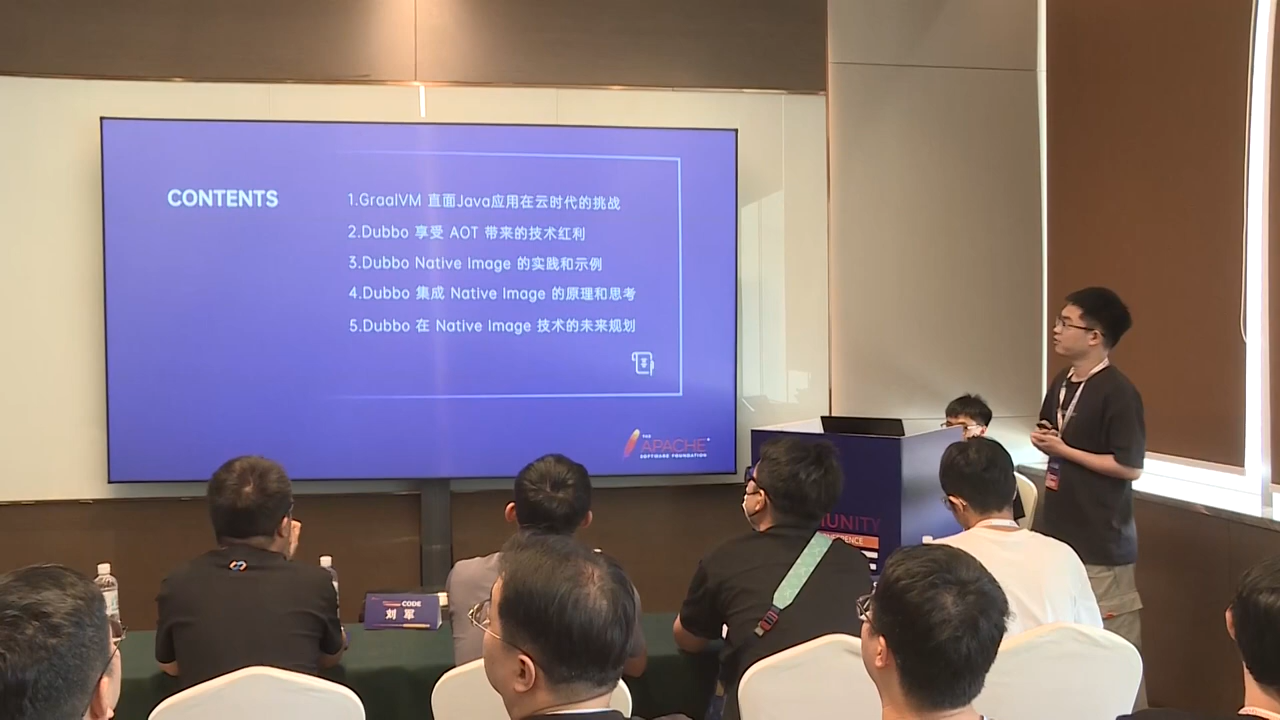 CONTENTS
1.GraalVM 直面Java应用在云时代的挑战
2.Dubbo 享受 AOT 带来的技术红利
3.Dubbo Native Image 的实践和示例
4.Dubbo 集成 Native Image 的原理和思考
5.Dubbo 在 Native Image 技术的未来规划
THE
APACHE
SOFTWARE FOUNDATION
UNITY
CODE
刘军